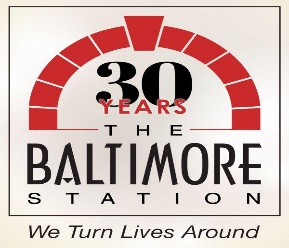 30
YEARS
THE
BALTIMORE
STATION
We Turn Lives Around